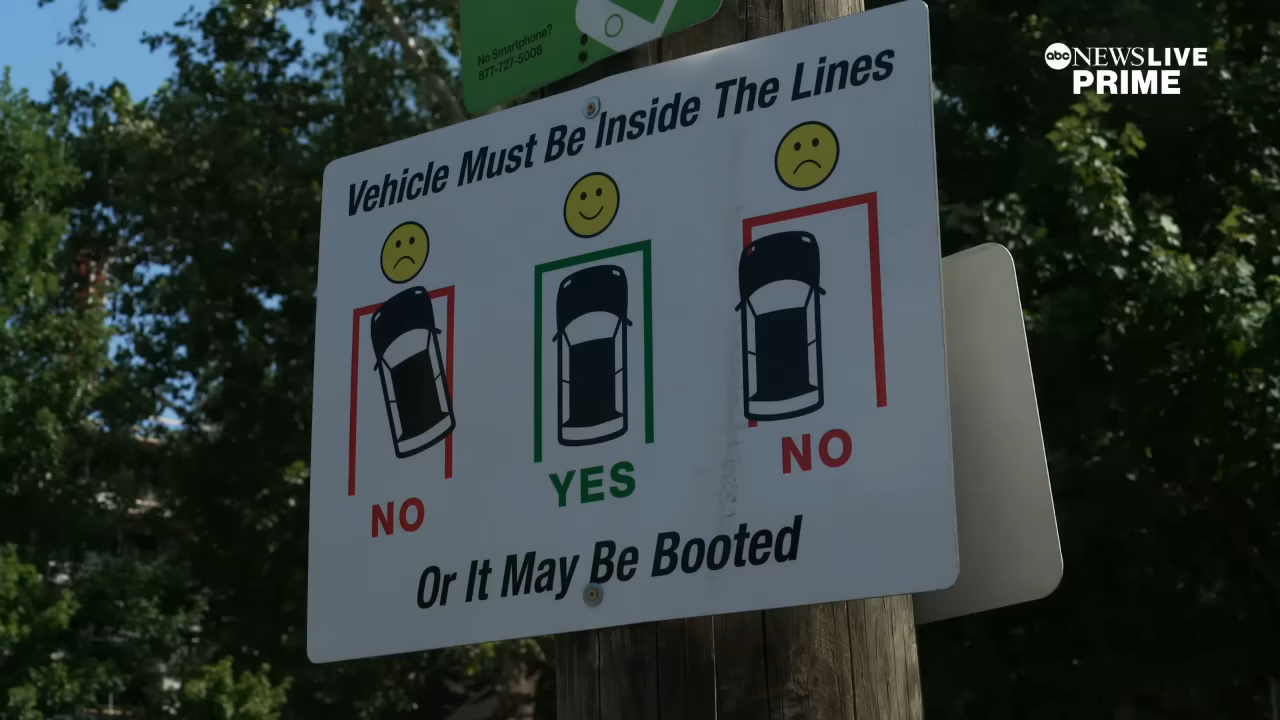 No Smartphone?
877-727-5008
abc NEWS LIVE
PRIME
Vehicle Must Be Inside The Lines
NO
YES
NO
Or It May Be Booted